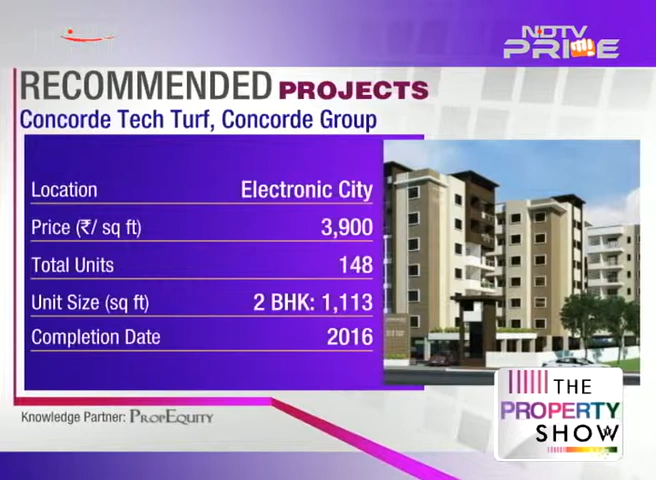 NDTV
PRIME
RECOMMENDED PROJECTS
Concorde Tech Turf, Concorde Group
Location Electronic City
Price (₹/ sq ft) 3,900
Total Units 148
Unit Size (sq ft) 2 BHK: 1,113
Completion Date 2016
Knowledge Partner: PROPEQUITY
THE
PROPERTY
SHOW